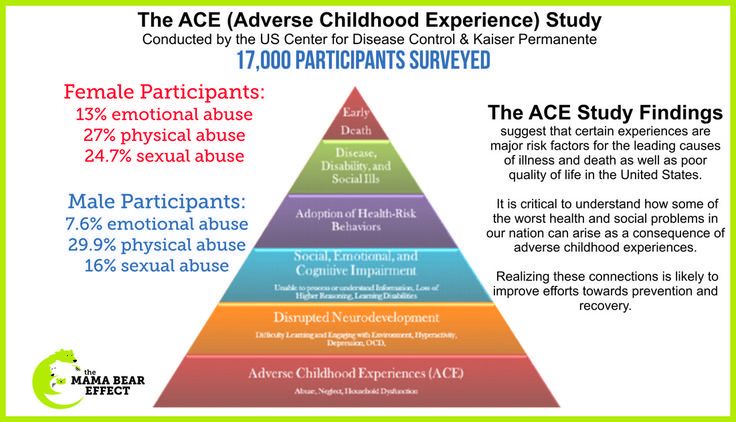 The ACE (Adverse Childhood Experience) Study
Conducted by the US Center for Disease Control & Kaiser Permanente
17,000 PARTICIPANTS SURVEYED
Female Participants:
13% emotional abuse
27% physical abuse
24.7% sexual abuse
Male Participants:
7.6% emotional abuse
29.9% physical abuse
16% sexual abuse
Early
Death
Disease,
Disability, and
Social Ills
Adoption of Health-Risk
Behaviors
Social, Emotional, and
Cognitive Impairment
Unable to process or understand Information, Loss of
Higher Reasoning, Learning Disabilities
Disrupted Neurodevelopment
Difficulty Learning and Engaging with Environment, Hyperactivity,
Depression, OCD,
Adverse Childhood Experiences (ACE)
Abuse, Neglect, Household Dysfunction
The ACE Study Findings
suggest that certain experiences are
major risk factors for the leading causes
of illness and death as well as poor
quality of life in the United States.
It is critical to understand how some of
the worst health and social problems in
our nation can arise as a consequence of
adverse childhood experiences.
Realizing these connections is likely to
improve efforts towards prevention and
recovery.
the
MAMA BEAR
EFFECT